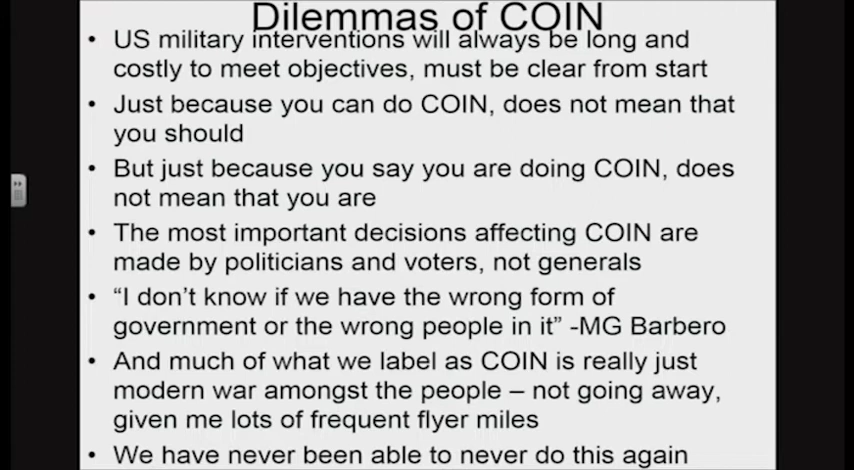 Dilemmas of COIN
• US military interventions will always be long and
costly to meet objectives, must be clear from start
• Just because you can do COIN, does not mean that
you should
• But just because you say you are doing COIN, does
not mean that you are
• The most important decisions affecting COIN are
made by politicians and voters, not generals
• “I don’t know if we have the wrong form of
government or the wrong people in it” -MG Barbero
• And much of what we label as COIN is really just
modern war amongst the people – not going away,
given me lots of frequent flyer miles
• We have never been able to never do this again